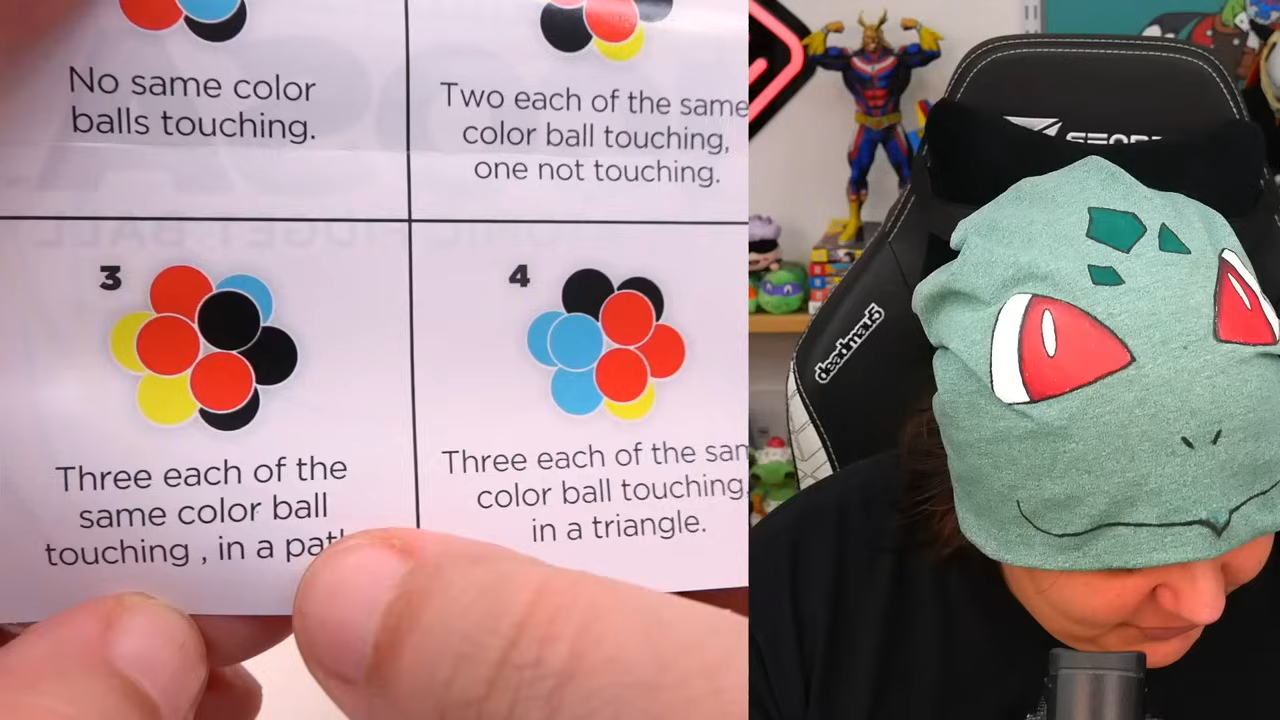 No same color
balls touching.
Two each of the same
color ball touching,
one not touching.
3
Three each of the
same color ball
touching , in a path
4
Three each of the
color ball touching
in a triangle.
deadmau5